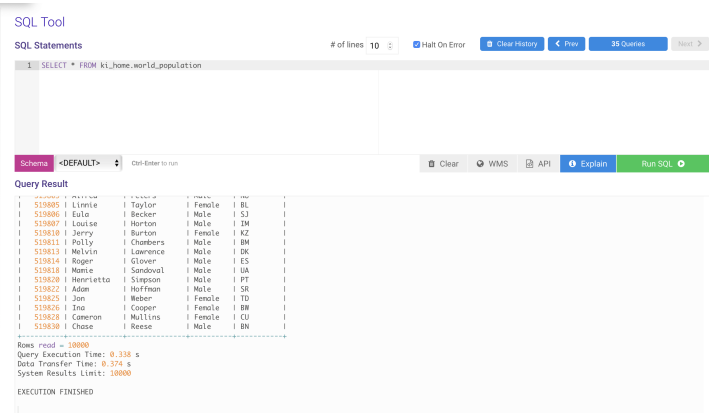 SQL Tool
SQL Statements
# of lines 10 Halt On Error Clear History Prev 35 Queries Next
1 SELECT * FROM ki_home.world_population
Schema <DEFAULT> Ctrl-Enter to run Clear WMS API Explain Run SQL
Query Result
| 519805 | Linnie | Taylor | Female | BL |
| 519806 | Eula | Becker | Male | SJ |
| 519807 | Louise | Horton | Male | IM |
| 519810 | Jerry | Burton | Female | KZ |
| 519811 | Polly | Chambers | Male | BM |
| 519813 | Melvin | Lawrence | Male | DK |
| 519814 | Roger | Glover | Male | ES |
| 519818 | Mamie | Sandoval | Male | UA |
| 519820 | Henrietta | Simpson | Male | PT |
| 519822 | Adam | Hoffman | Male | SR |
| 519825 | Jon | Weber | Female | TD |
| 519826 | Ina | Cooper | Female | BW |
| 519828 | Cameron | Mullins | Female | CU |
| 519830 | Chase | Reese | Male | BN |
+-----------+-------------+--------------+----------+-----------+
Rows read = 10000
Query Execution Time: 0.338 s
Data Transfer Time: 0.374 s
System Results Limit: 10000
EXECUTION FINISHED